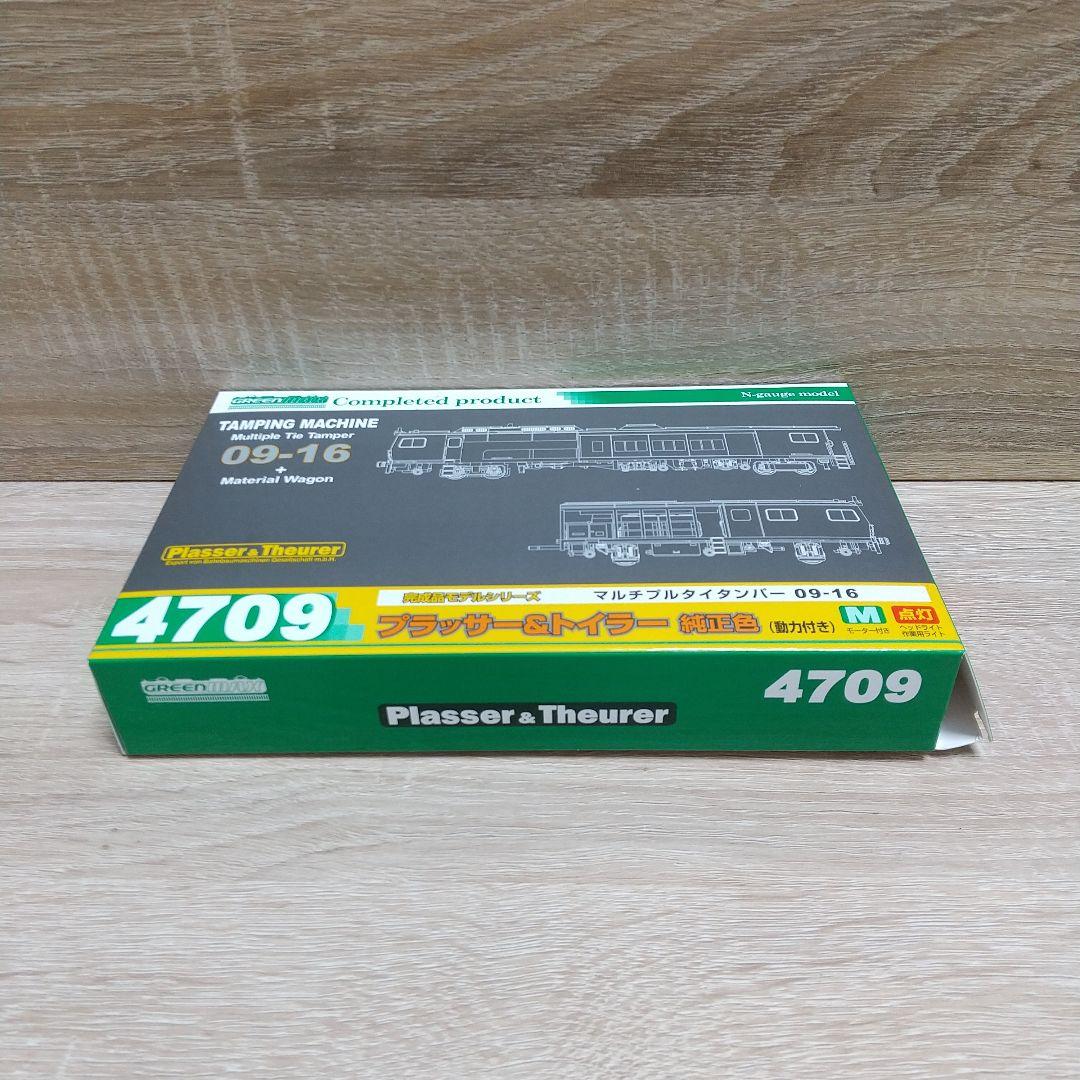 GREENMAX Completed product
N-gauge model
TAMPING MACHINE
Multiple Tie Tamper
09-16
+
Material Wagon
Plasser & Theurer
Export von Bahnbaumaschinen Gesellschaft m.b.H.
4709
完成品モデルシリーズ
マルチプルタイタンパー 09-16
プラッサー&トイラー 純正色 (動力付き)
M
モーター付き
点灯
ヘッドライト
作業用ライト
GREENMAX
Plasser & Theurer
4709